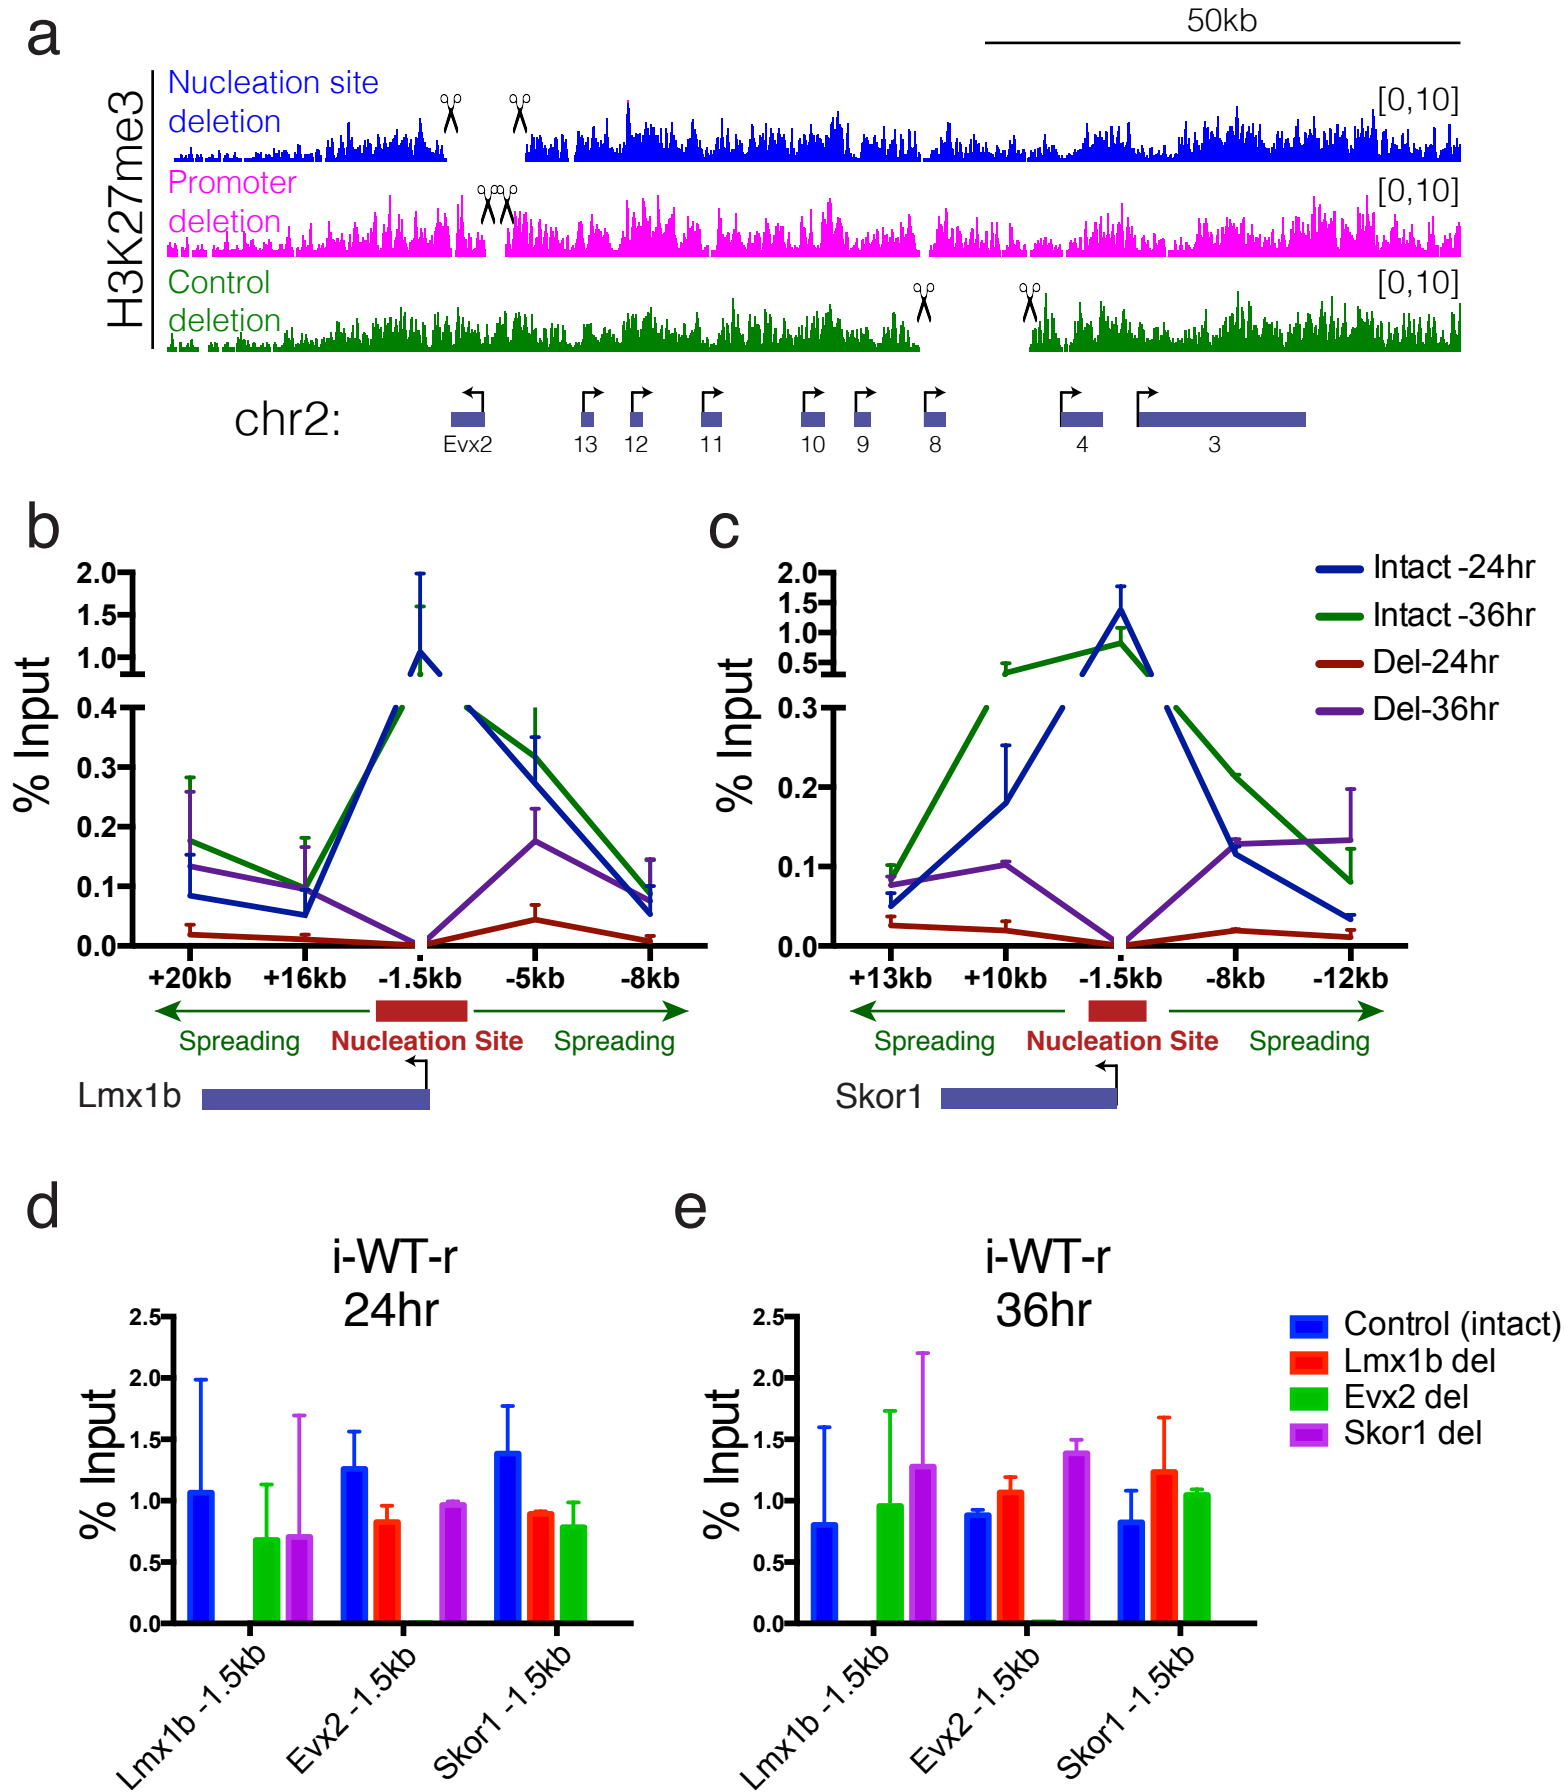 a
50kb
H3K27me3
Nucleation site
deletion
[0,10]
Promoter
deletion
[0,10]
Control
deletion
[0,10]
chr2:
Evx2
13
12
11
10
9
8
4
3
b
% Input
2.0
1.5
1.0
0.4
0.3
0.2
0.1
0.0
+20kb
+16kb
-1.5kb
-5kb
-8kb
Spreading
Nucleation Site
Spreading
Lmx1b
c
% Input
2.0
1.5
1.0
0.5
0.3
0.2
0.1
0.0
+13kb
+10kb
-1.5kb
-8kb
-12kb
Spreading
Nucleation Site
Spreading
Skor1
Intact -24hr
Intact -36hr
Del-24hr
Del-36hr
d
i-WT-r
24hr
% Input
2.5
2.0
1.5
1.0
0.5
0.0
Lmx1b -1.5kb
Evx2 -1.5kb
Skor1 -1.5kb
e
i-WT-r
36hr
% Input
2.5
2.0
1.5
1.0
0.5
0.0
Lmx1b -1.5kb
Evx2 -1.5kb
Skor1 -1.5kb
Control (intact)
Lmx1b del
Evx2 del
Skor1 del